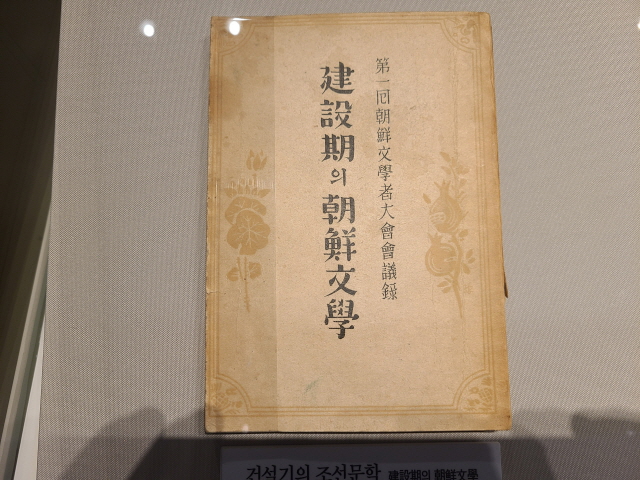 第一回朝鮮文學者大會會議錄
建設期의朝鮮文學
건설기의 조선문학 建設期의 朝鮮文學